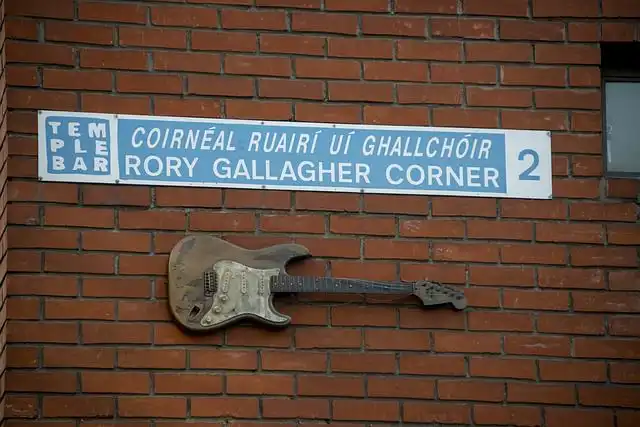 TEM
PLE
BAR
COIRNÉAL RUAIRÍ UÍ GHALLCHÓIR
RORY GALLAGHER CORNER
2